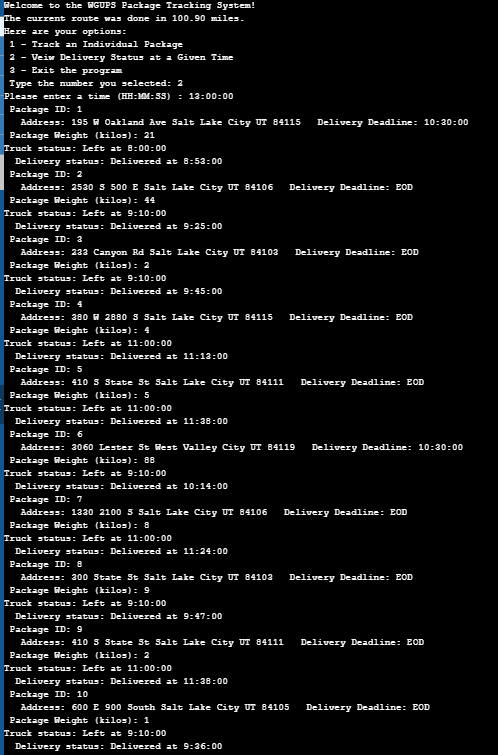 Welcome to the WGUPS Package Tracking System!
The current route was done in 100.90 miles.
Here are your options:
1 - Track an Individual Package
2 - Veiw Delivery Status at a Given Time
3 - Exit the program
Type the number you selected: 2
Please enter a time (HH:MM:SS) : 13:00:00
Package ID: 1
Address: 195 W Oakland Ave Salt Lake City UT 84115   Delivery Deadline: 10:30:00
Package Weight (kilos): 21
Truck status: Left at 8:00:00
Delivery status: Delivered at 8:53:00
Package ID: 2
Address: 2530 S 500 E Salt Lake City UT 84106   Delivery Deadline: EOD
Package Weight (kilos): 44
Truck status: Left at 9:10:00
Delivery status: Delivered at 9:25:00
Package ID: 3
Address: 233 Canyon Rd Salt Lake City UT 84103   Delivery Deadline: EOD
Package Weight (kilos): 2
Truck status: Left at 9:10:00
Delivery status: Delivered at 9:45:00
Package ID: 4
Address: 380 W 2880 S Salt Lake City UT 84115   Delivery Deadline: EOD
Package Weight (kilos): 4
Truck status: Left at 11:00:00
Delivery status: Delivered at 11:13:00
Package ID: 5
Address: 410 S State St Salt Lake City UT 84111   Delivery Deadline: EOD
Package Weight (kilos): 5
Truck status: Left at 11:00:00
Delivery status: Delivered at 11:38:00
Package ID: 6
Address: 3060 Lester St West Valley City UT 84119   Delivery Deadline: 10:30:00
Package Weight (kilos): 88
Truck status: Left at 9:10:00
Delivery status: Delivered at 10:14:00
Package ID: 7
Address: 1330 2100 S Salt Lake City UT 84106   Delivery Deadline: EOD
Package Weight (kilos): 8
Truck status: Left at 11:00:00
Delivery status: Delivered at 11:24:00
Package ID: 8
Address: 300 State St Salt Lake City UT 84103   Delivery Deadline: EOD
Package Weight (kilos): 9
Truck status: Left at 9:10:00
Delivery status: Delivered at 9:47:00
Package ID: 9
Address: 410 S State St Salt Lake City UT 84111   Delivery Deadline: EOD
Package Weight (kilos): 2
Truck status: Left at 11:00:00
Delivery status: Delivered at 11:38:00
Package ID: 10
Address: 600 E 900 South Salt Lake City UT 84105   Delivery Deadline: EOD
Package Weight (kilos): 1
Truck status: Left at 9:10:00
Delivery status: Delivered at 9:36:00